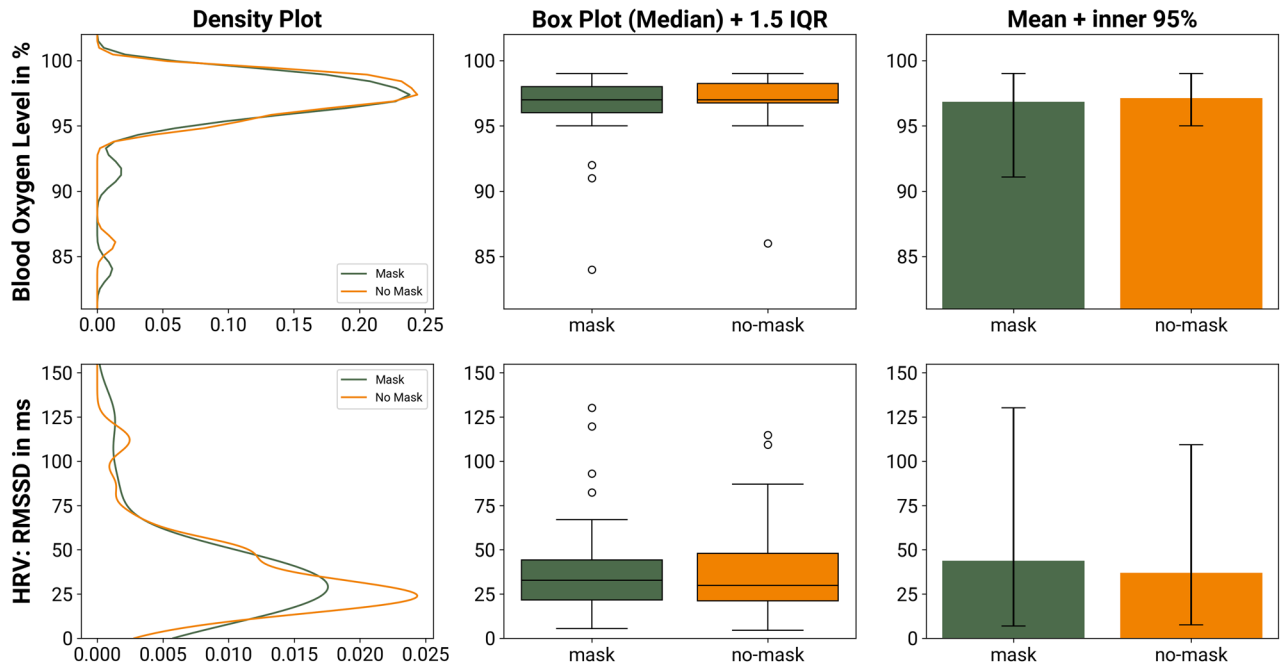 Density Plot
Box Plot (Median) + 1.5 IQR
Mean + inner 95%
Blood Oxygen Level in %
100
95
90
85
Mask
No Mask
0.00 0.05 0.10 0.15 0.20 0.25
100
95
90
85
mask no-mask
100
95
90
85
mask no-mask
HRV: RMSSD in ms
150
125
100
75
50
25
0
Mask
No Mask
0.000 0.005 0.010 0.015 0.020 0.025
150
125
100
75
50
25
0
mask no-mask
150
125
100
75
50
25
0
mask no-mask